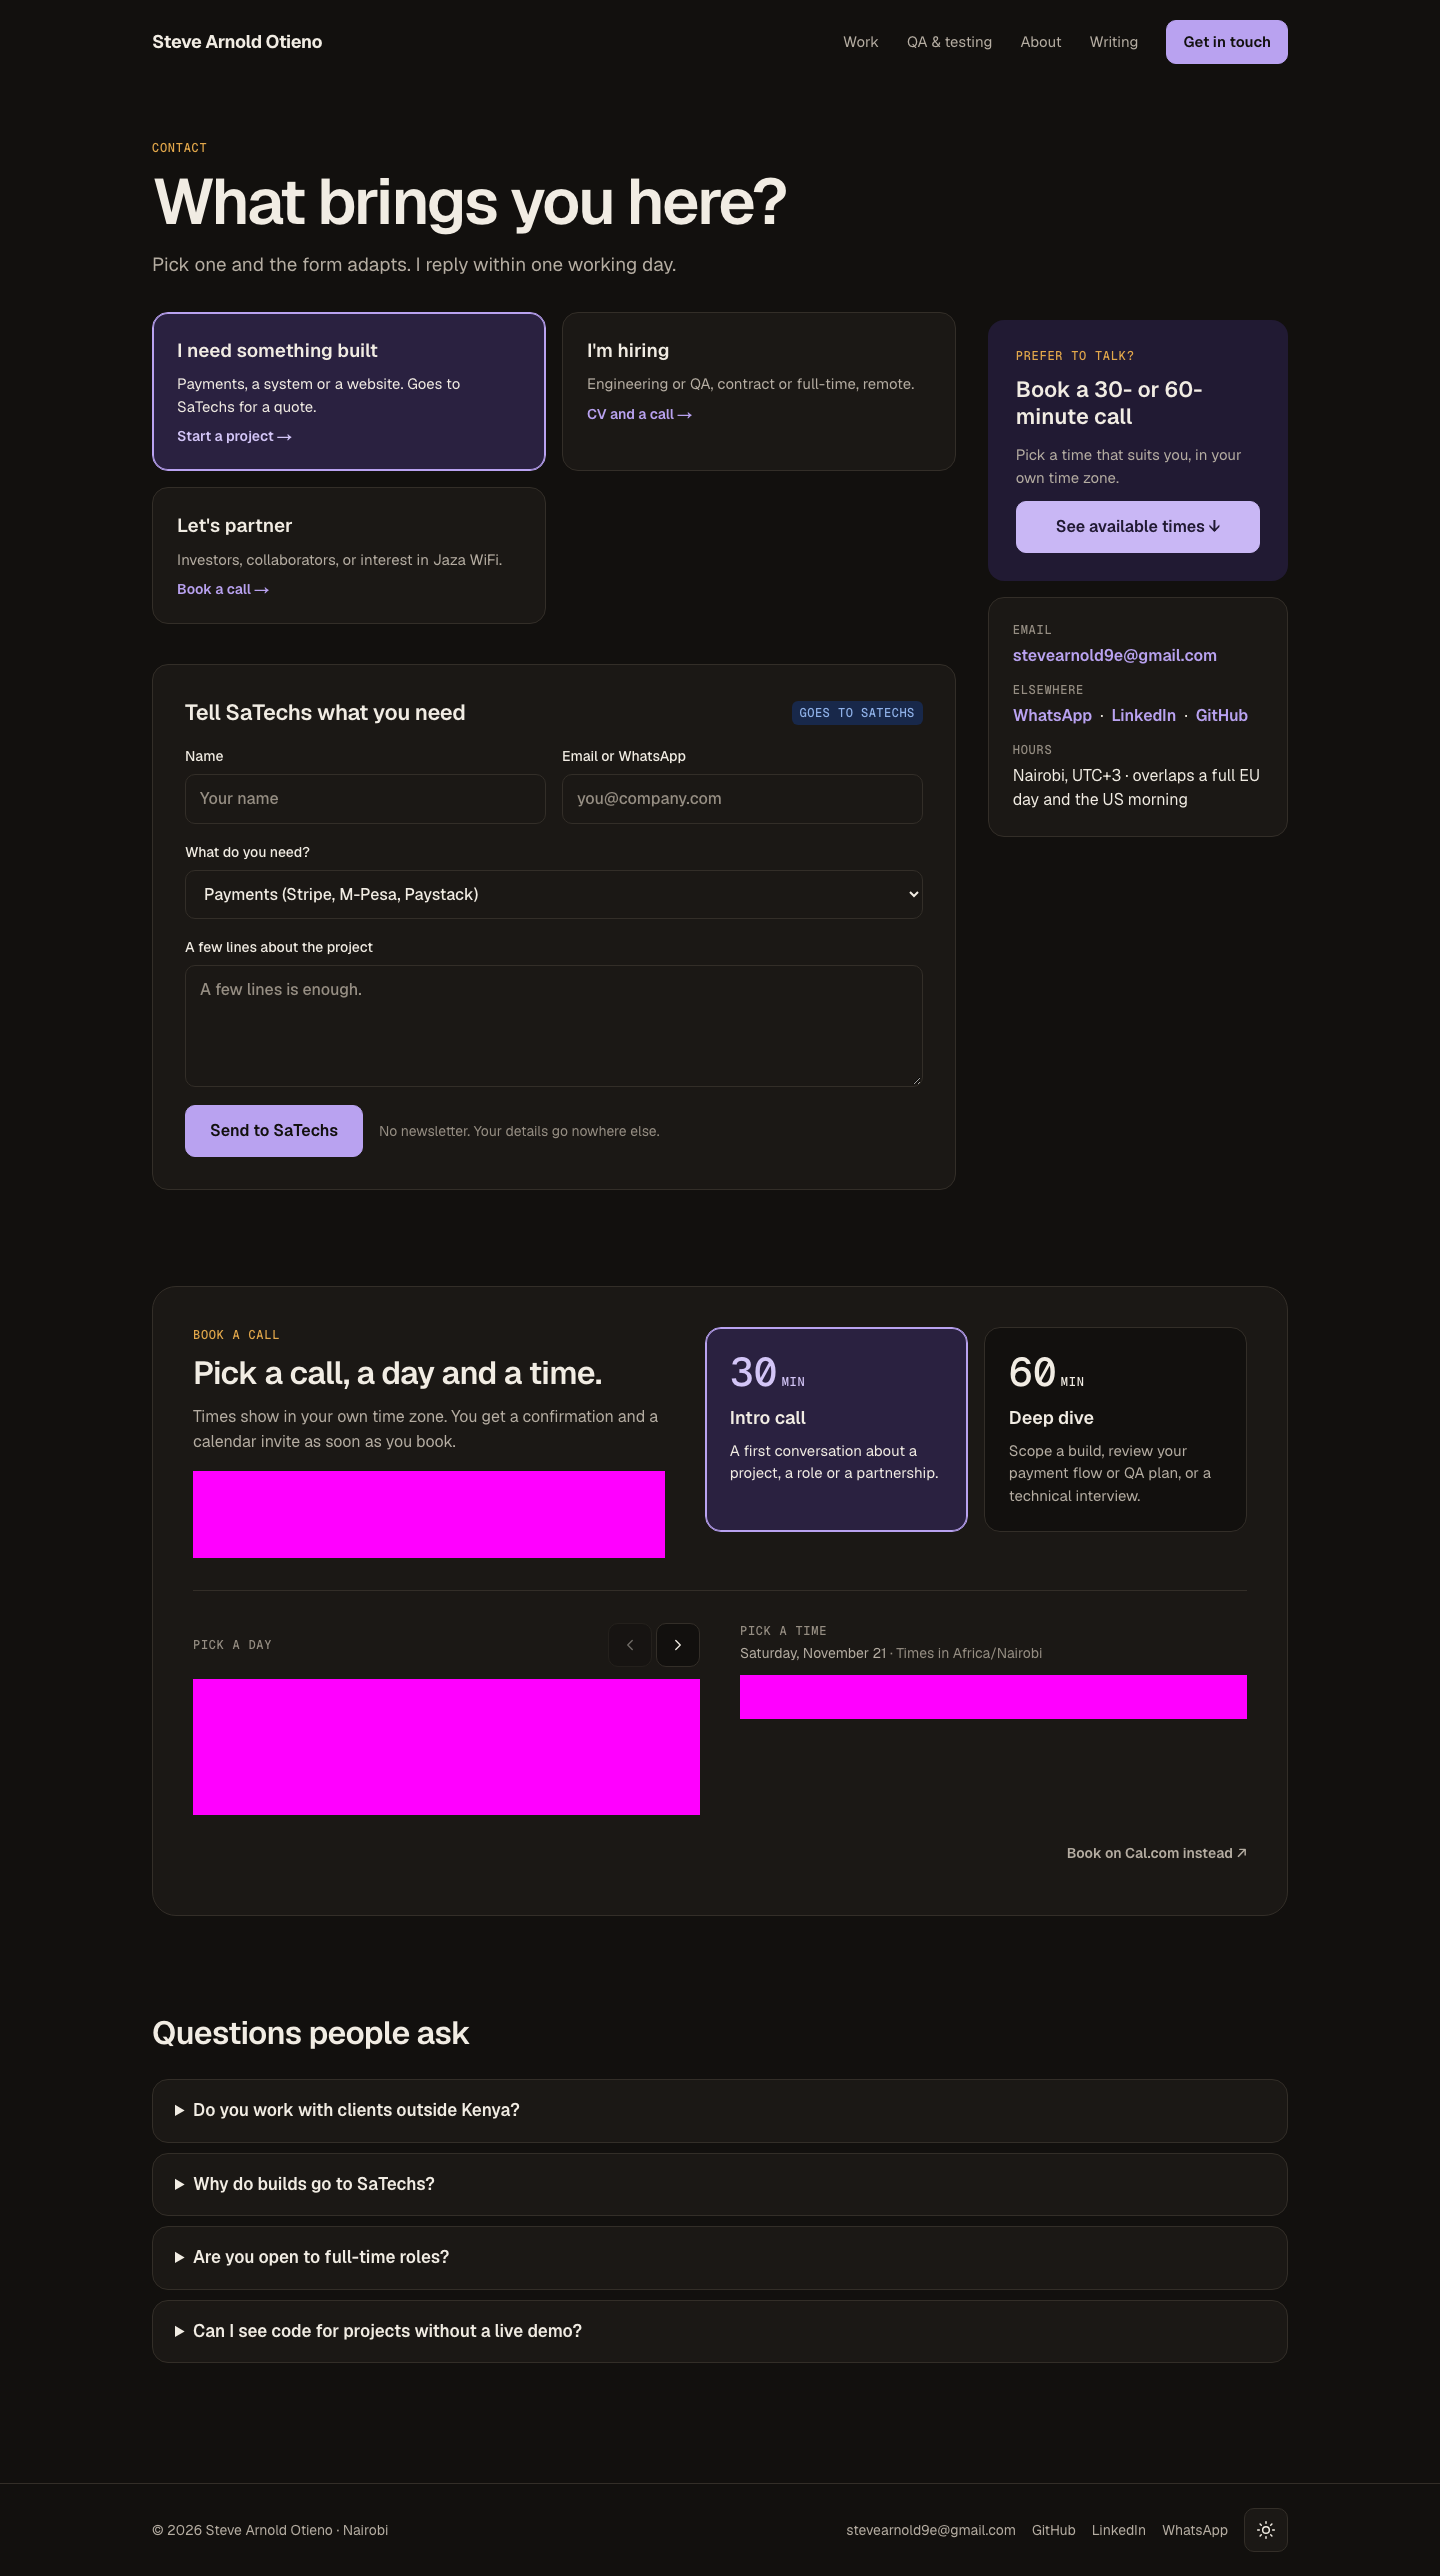 Steve Arnold Otieno
Work
QA & testing
About
Writing
Get in touch
CONTACT
What brings you here?
Pick one and the form adapts. I reply within one working day.
I need something built
Payments, a system or a website. Goes to
SaTechs for a quote.
Start a project →
I'm hiring
Engineering or QA, contract or full-time, remote.
CV and a call →
Let's partner
Investors, collaborators, or interest in Jaza WiFi.
Book a call →
PREFER TO TALK?
Book a 30- or 60-
minute call
Pick a time that suits you, in your
own time zone.
See available times ↓
EMAIL
stevearnold9e@gmail.com
ELSEWHERE
WhatsApp · LinkedIn · GitHub
HOURS
Nairobi, UTC+3 · overlaps a full EU
day and the US morning
Tell SaTechs what you need
GOES TO SATECHS
Name
Email or WhatsApp
Your name
you@company.com
What do you need?
Payments (Stripe, M-Pesa, Paystack)
A few lines about the project
A few lines is enough.
Send to SaTechs
No newsletter. Your details go nowhere else.
BOOK A CALL
Pick a call, a day and a time.
Times show in your own time zone. You get a confirmation and a
calendar invite as soon as you book.
30 MIN
Intro call
A first conversation about a
project, a role or a partnership.
60 MIN
Deep dive
Scope a build, review your
payment flow or QA plan, or a
technical interview.
PICK A DAY
PICK A TIME
Saturday, November 21 · Times in Africa/Nairobi
Book on Cal.com instead ↗
Questions people ask
Do you work with clients outside Kenya?
Why do builds go to SaTechs?
Are you open to full-time roles?
Can I see code for projects without a live demo?
© 2026 Steve Arnold Otieno · Nairobi
stevearnold9e@gmail.com
GitHub
LinkedIn
WhatsApp